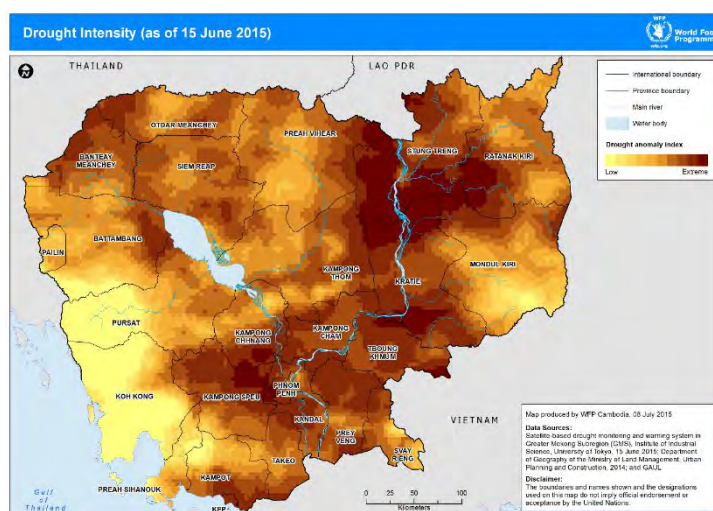 Drought Intensity (as of 15 June 2015)
WFP
wfp.org
World Food
Programme
THAILAND
LAO PDR
International boundary
Province boundary
Main river
Water body
Drought anomaly index
Low
Extreme
OTDAR MEANCHEY
PREAH VIHEAR
STUNG TRENG
RATANAK KIRI
BANTEAY
MEANCHEY
SIEM REAP
BATTAMBANG
PAILIN
KAMPONG
THOM
MONDUL KIRI
KRATIE
PURSAT
KAMPONG
CHHNANG
KAMPONG
CHAM
TBOUNG
KHMUM
KOH KONG
KAMPONG SPEU
PHNOM
PENH
KANDAL
PREY
VENG
SVAY
RIENG
TAKEO
VIETNAM
KAMPOT
PREAH SIHANOUK
KEP
Gulf
of
Thailand
0 25 50 100
Kilometers
Map produced by WFP Cambodia, 08 July 2015
Data Sources:
Satellite-based drought monitoring and warning system in
Greater Mekong Subregion (GMS), Institute of Industrial
Science, University of Tokyo, 15 June 2015; Department
of Geography of the Ministry of Land Management, Urban
Planning and Construction, 2014; and GAUL
Disclaimer:
The boundaries and names shown and the designations
used on this map do not imply official endorsement or
acceptance by the United Nations.